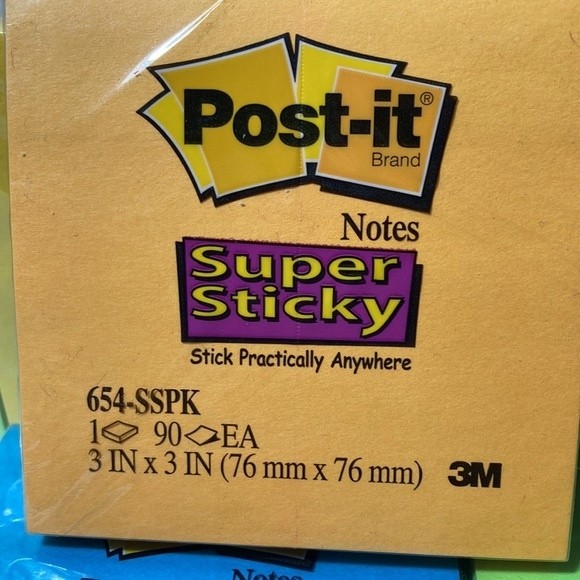 Post-it®
Brand
Notes
Super
Sticky
Stick Practically Anywhere
654-SSPK
1 90 EA
3 IN x 3 IN (76 mm x 76 mm) 3M
Notes